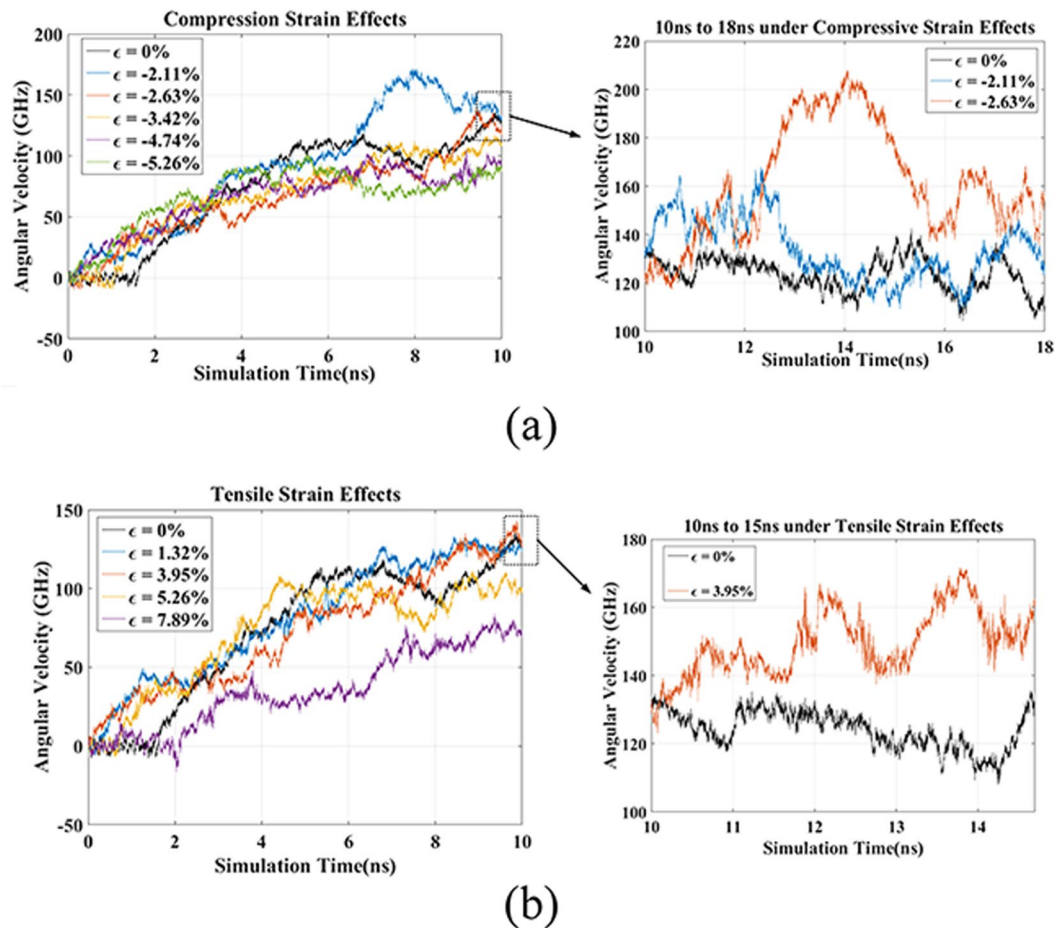 Compression Strain Effects
200
150
100
50
0
-50
Angular Velocity (GHz)
ϵ = 0%
ϵ = -2.11%
ϵ = -2.63%
ϵ = -3.42%
ϵ = -4.74%
ϵ = -5.26%
0 2 4 6 8 10
Simulation Time(ns)
10ns to 18ns under Compressive Strain Effects
220
200
180
160
140
120
100
Angular Velocity (GHz)
ϵ = 0%
ϵ = -2.11%
ϵ = -2.63%
10 12 14 16 18
Simulation Time(ns)
(a)
Tensile Strain Effects
150
100
50
0
-50
Angular Velocity (GHz)
ϵ = 0%
ϵ = 1.32%
ϵ = 3.95%
ϵ = 5.26%
ϵ = 7.89%
0 2 4 6 8 10
Simulation Time(ns)
10ns to 15ns under Tensile Strain Effects
180
160
140
120
100
Angular Velocity (GHz)
ϵ = 0%
ϵ = 3.95%
10 11 12 13 14
Simulation Time(ns)
(b)